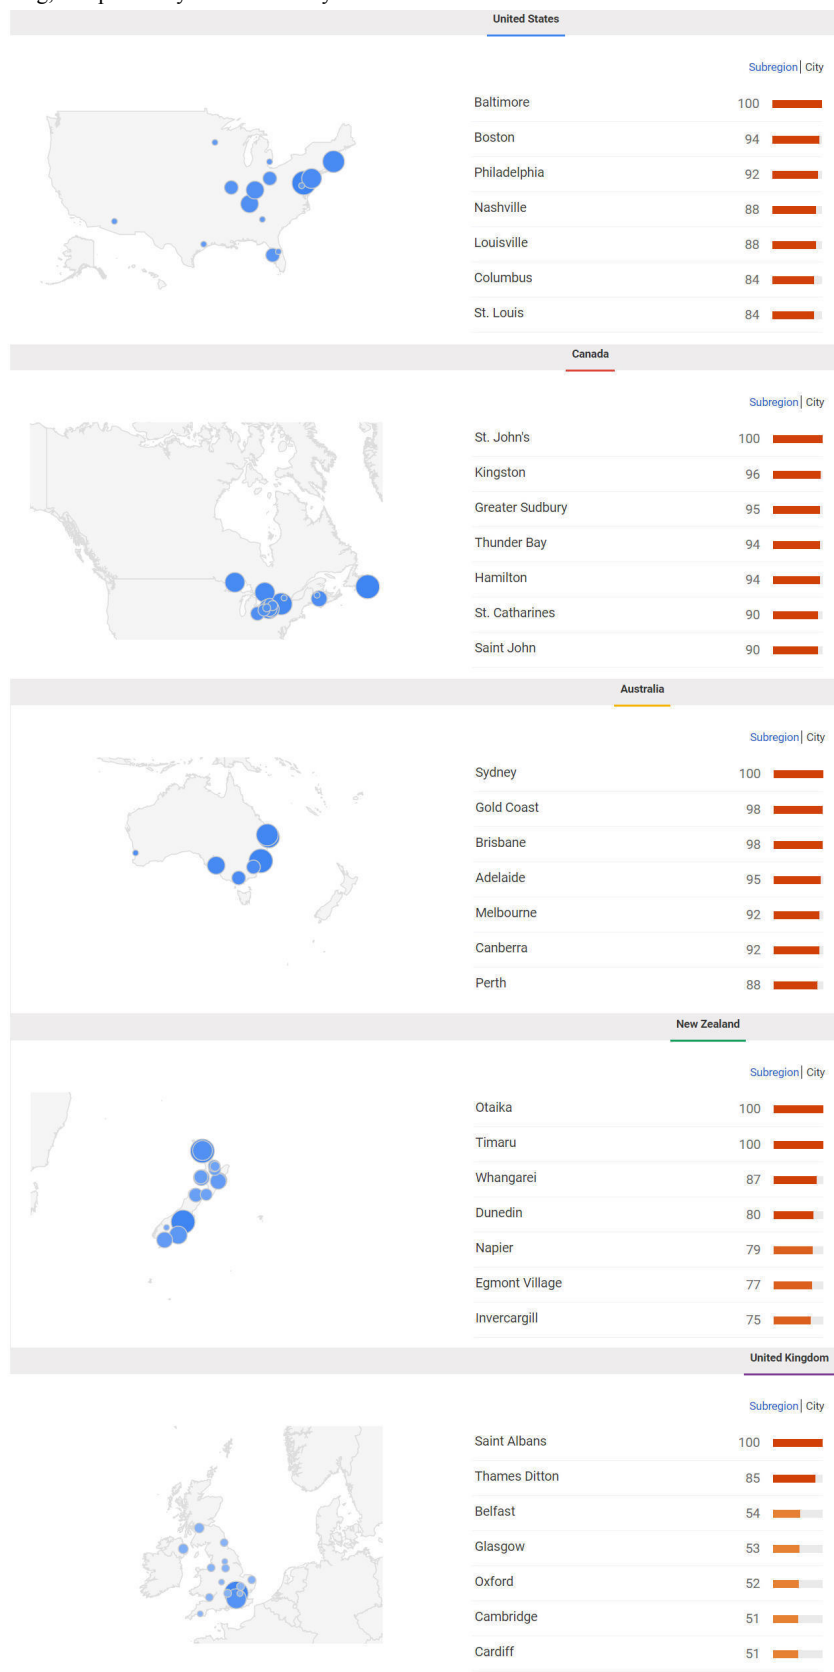 United States
Subregion | City
Baltimore 100
Boston 94
Philadelphia 92
Nashville 88
Louisville 88
Columbus 84
St. Louis 84
Canada
Subregion | City
St. John's 100
Kingston 96
Greater Sudbury 95
Thunder Bay 94
Hamilton 94
St. Catharines 90
Saint John 90
Australia
Subregion | City
Sydney 100
Gold Coast 98
Brisbane 98
Adelaide 95
Melbourne 92
Canberra 92
Perth 88
New Zealand
Subregion | City
Otaika 100
Timaru 100
Whangarei 87
Dunedin 80
Napier 79
Egmont Village 77
Invercargill 75
United Kingdom
Subregion | City
Saint Albans 100
Thames Ditton 85
Belfast 54
Glasgow 53
Oxford 52
Cambridge 51
Cardiff 51